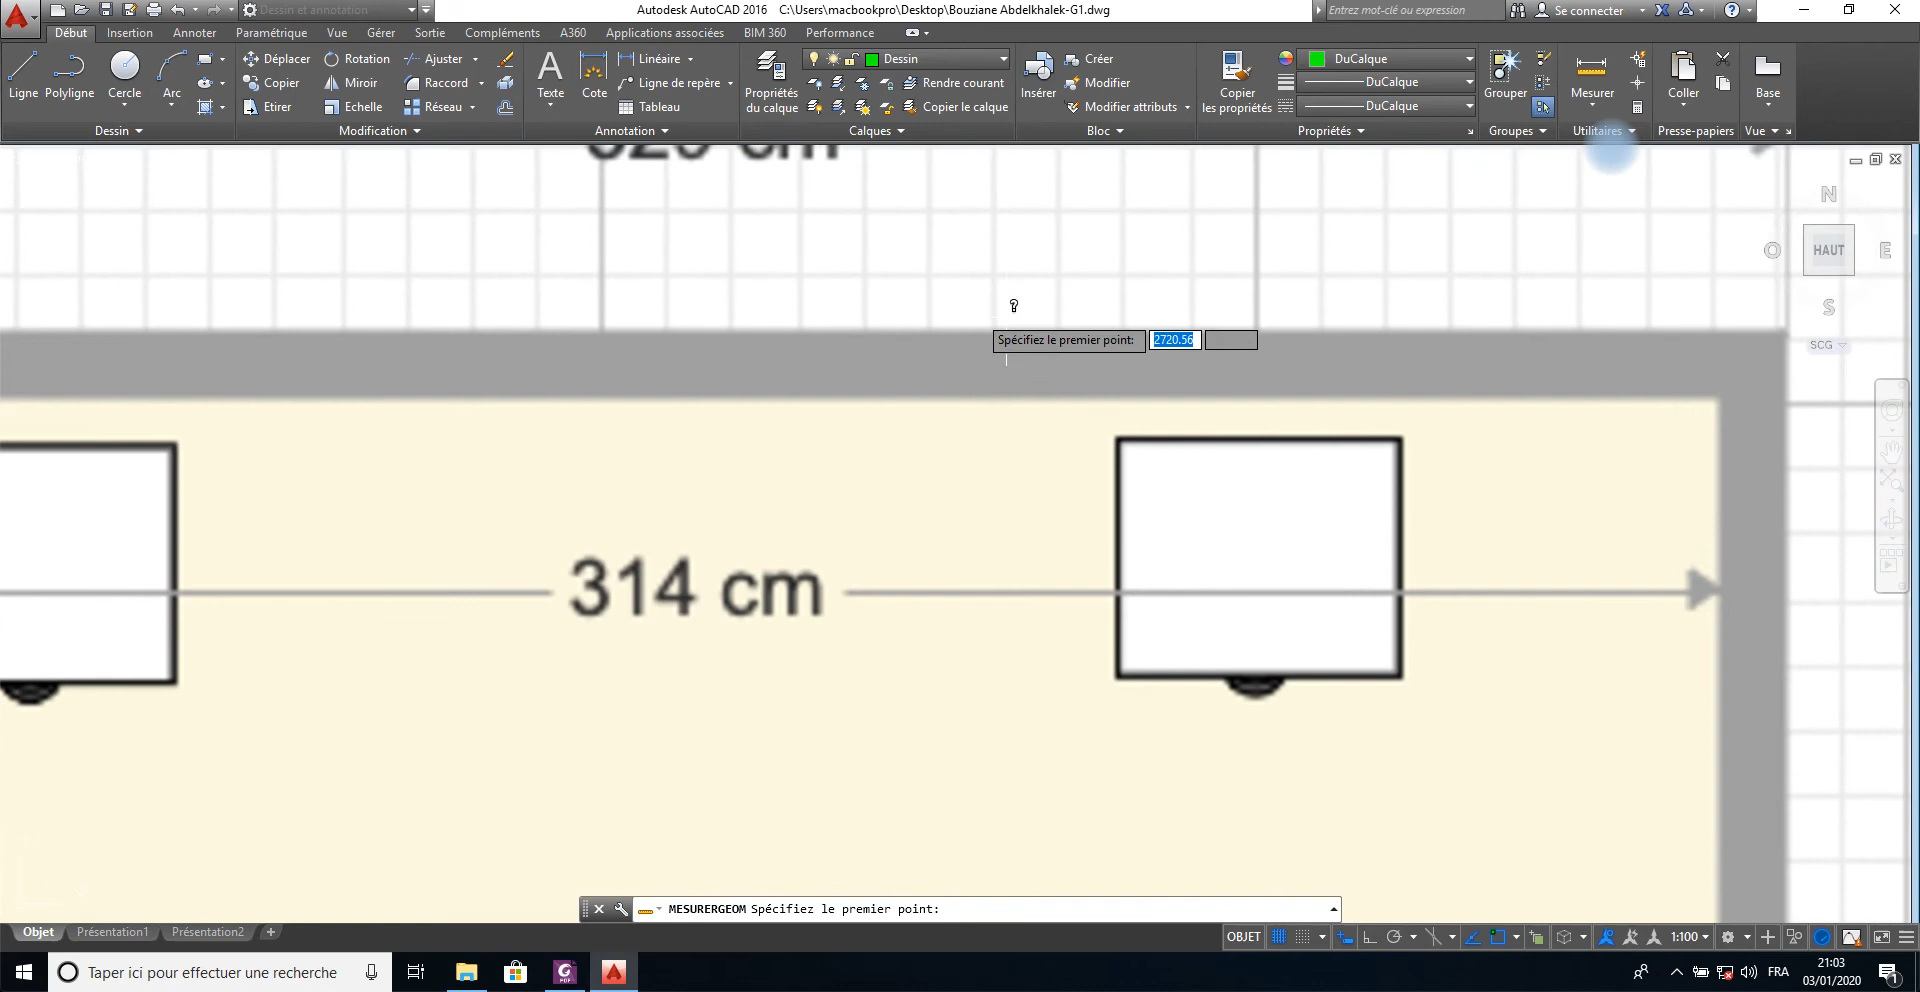 Dessin et annotation
Autodesk AutoCAD 2016 C:\Users\macbookpro\Desktop\Bouziane Abdelkhalek-G1.dwg
Entrez mot-clé ou expression
Se connecter
Début Insertion Annoter Paramétrique Vue Gérer Sortie Compléments A360 Applications associées BIM 360 Performance
Ligne Polyligne Cercle Arc
Déplacer Rotation Ajuster
Copier Miroir Raccord
Etirer Echelle Réseau
Texte Cote
Linéaire
Ligne de repère
Tableau
Propriétés
du calque
Dessin
Rendre courant
Copier le calque
Insérer
Créer
Modifier
Modifier attributs
Copier
les propriétés
DuCalque
DuCalque
DuCalque
Grouper
Mesurer
Coller
Base
Dessin Modification Annotation Calques Bloc Propriétés Groupes Utilitaires Presse-papiers Vue
N
O HAUT E
S
SCG
Spécifiez le premier point: 2720.56
314 cm
MESURERGEOM Spécifiez le premier point:
Objet Présentation1 Présentation2 +
OBJET 1:100
Taper ici pour effectuer une recherche
PDF
FRA
21:03
03/01/2020
1